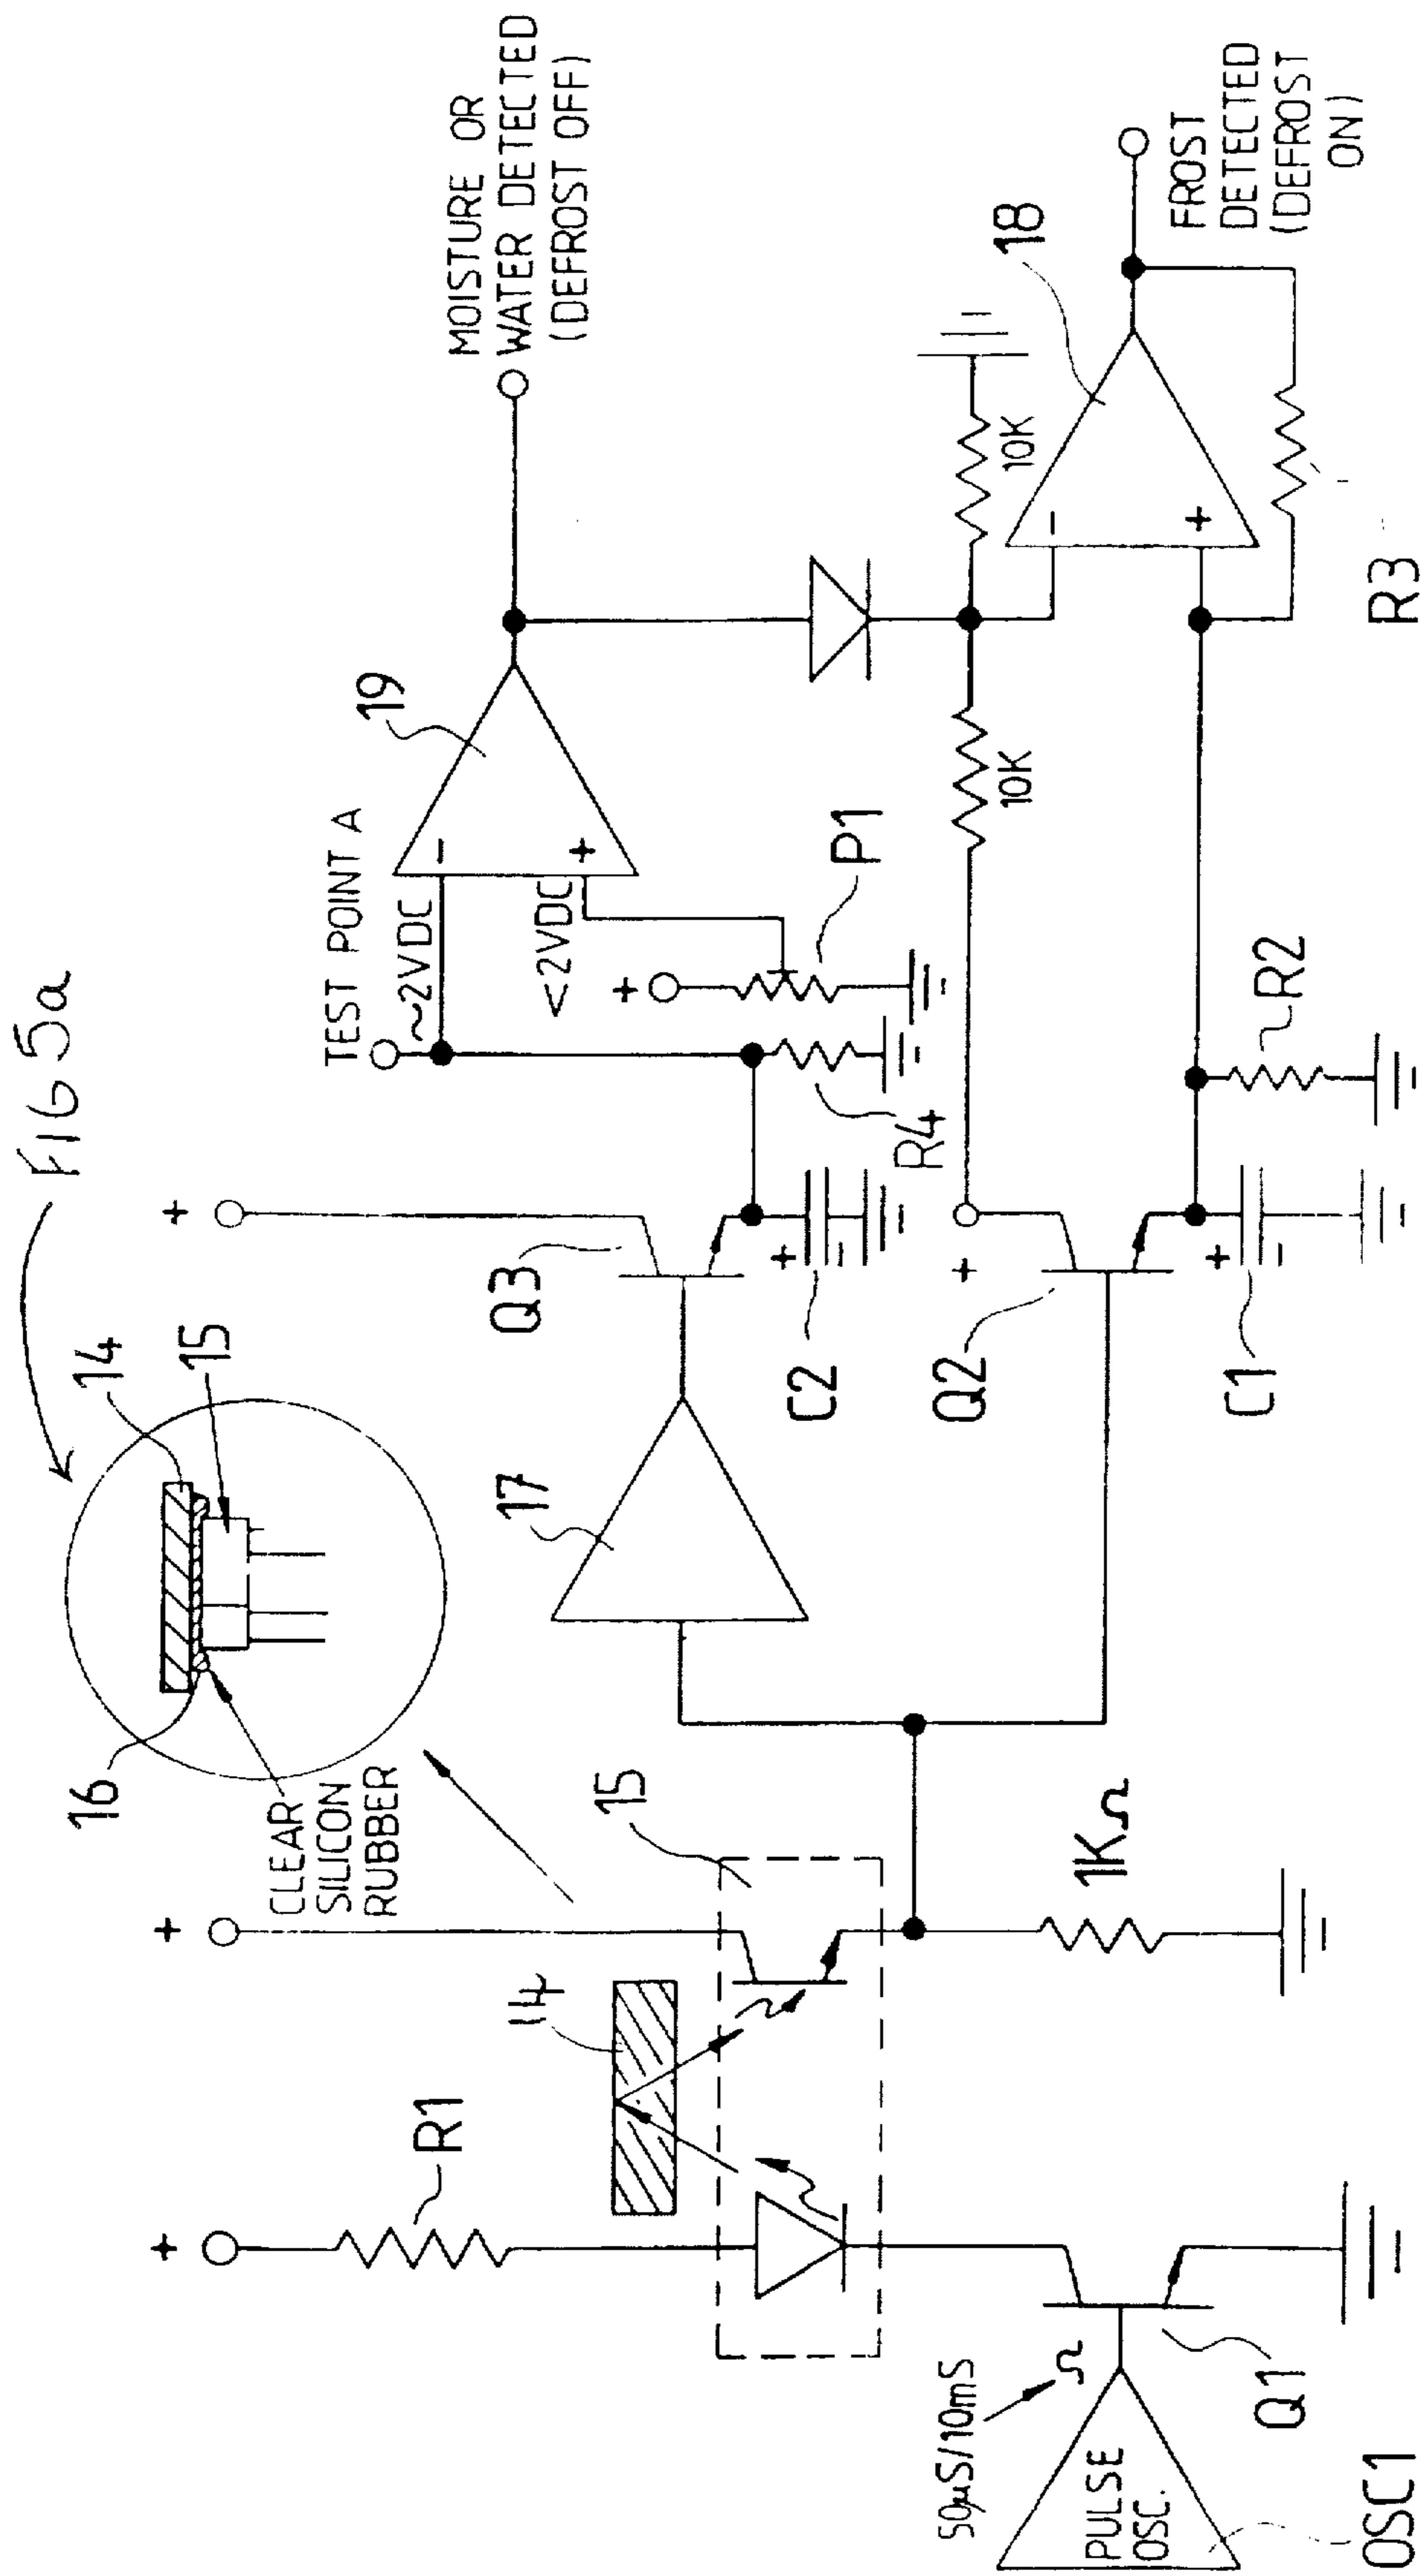 FIG 5a
14
15
16
CLEAR
SILICON
RUBBER
+
R1
14
+
15
1KΩ
50µS/10mS
PULSE
OSC.
OSC1
Q1
17
+
Q3
+
C2
TEST POINT A
~2VDC
<2VDC
-
+
19
+
P1
R4
MOISTURE OR
WATER DETECTED
(DEFROST OFF)
+
Q2
+
C1
R2
10K
10K
-
+
18
R3
FROST
DETECTED
(DEFROST
ON)